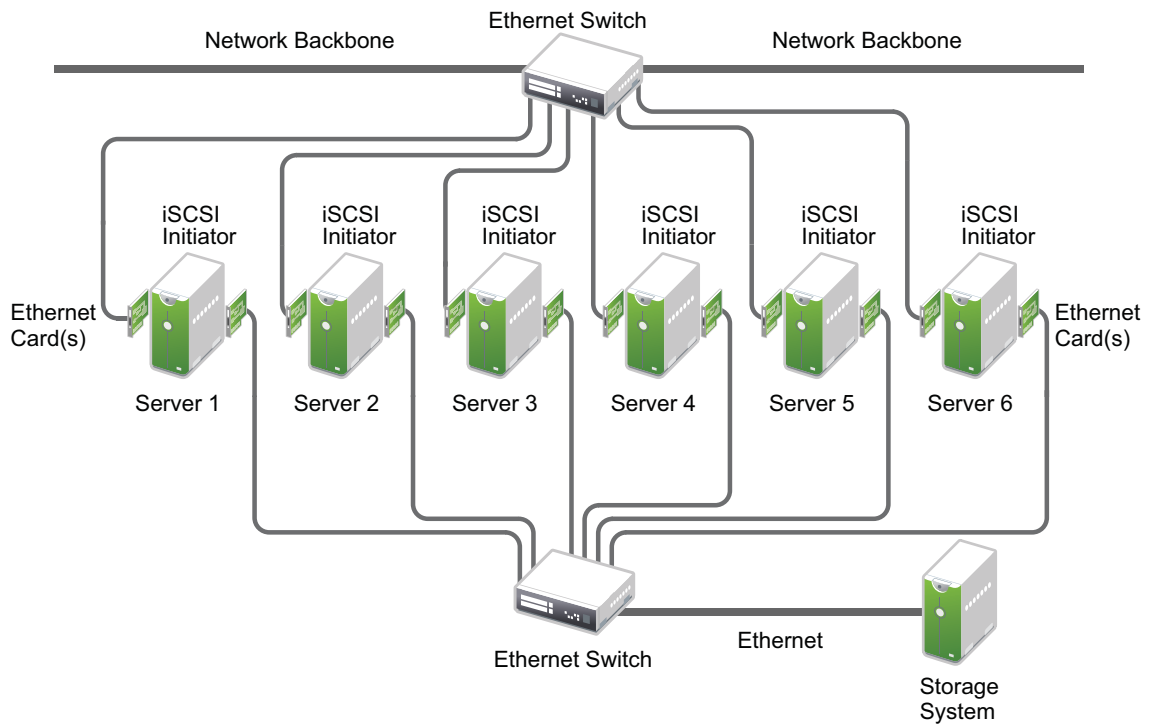 Ethernet Switch
Network Backbone
Network Backbone
iSCSI
Initiator
iSCSI
Initiator
iSCSI
Initiator
iSCSI
Initiator
iSCSI
Initiator
iSCSI
Initiator
Ethernet
Card(s)
Ethernet
Card(s)
Server 1
Server 2
Server 3
Server 4
Server 5
Server 6
Ethernet Switch
Ethernet
Storage
System